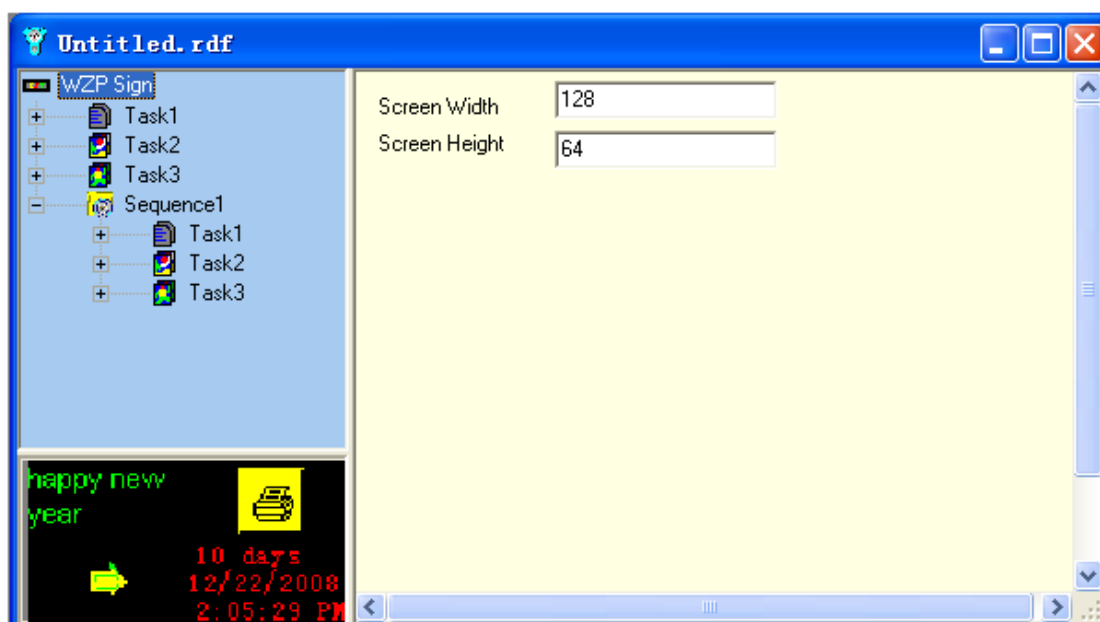 Untitled.rdf
WZP Sign
Task1
Task2
Task3
Sequence1
Task1
Task2
Task3
Screen Width 128
Screen Height 64
happy new
year
10 days
12/22/2008
2:05:29 PM